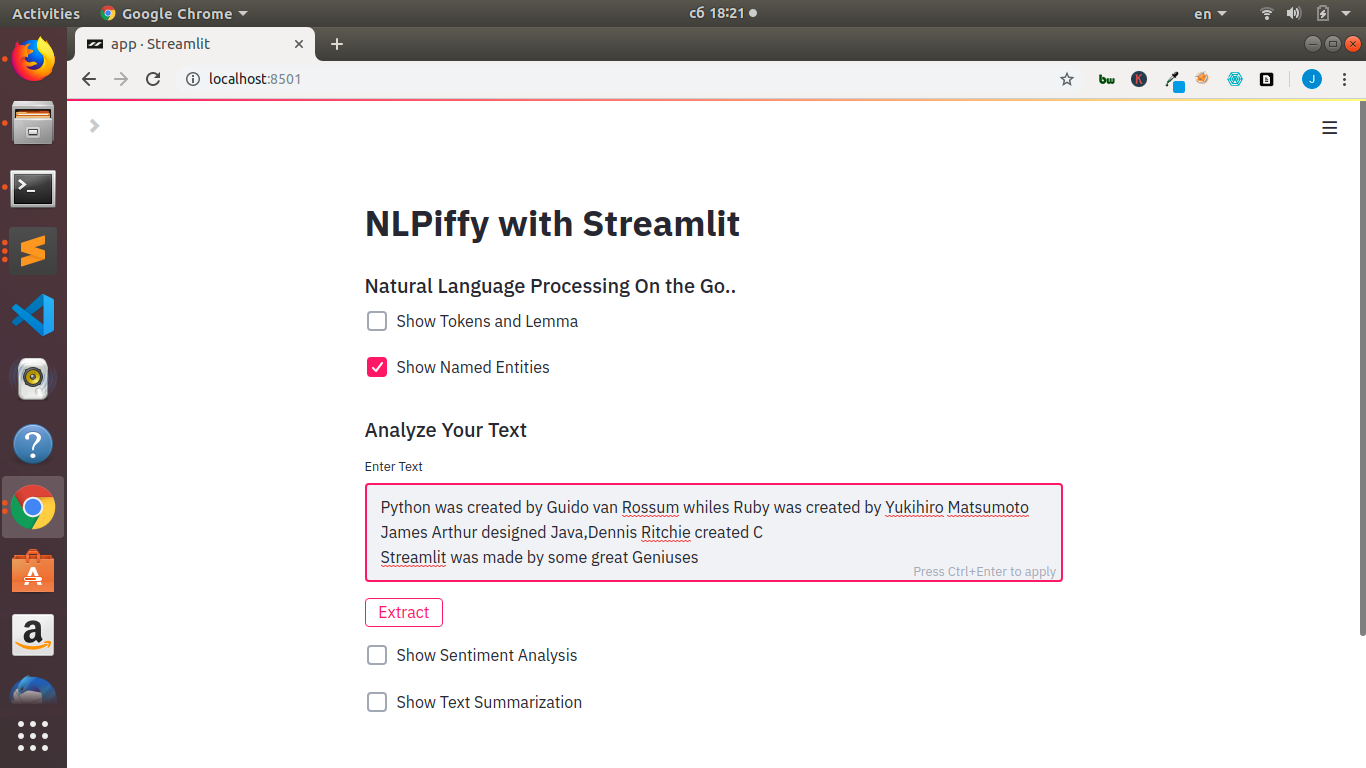 Activities Google Chrome сб 18:21 en
app · Streamlit
localhost:8501 bw K J
NLPiffy with Streamlit
Natural Language Processing On the Go..
Show Tokens and Lemma
Show Named Entities
Analyze Your Text
Enter Text
Python was created by Guido van Rossum whiles Ruby was created by Yukihiro Matsumoto
James Arthur designed Java,Dennis Ritchie created C
Streamlit was made by some great Geniuses
Press Ctrl+Enter to apply
Extract
Show Sentiment Analysis
Show Text Summarization